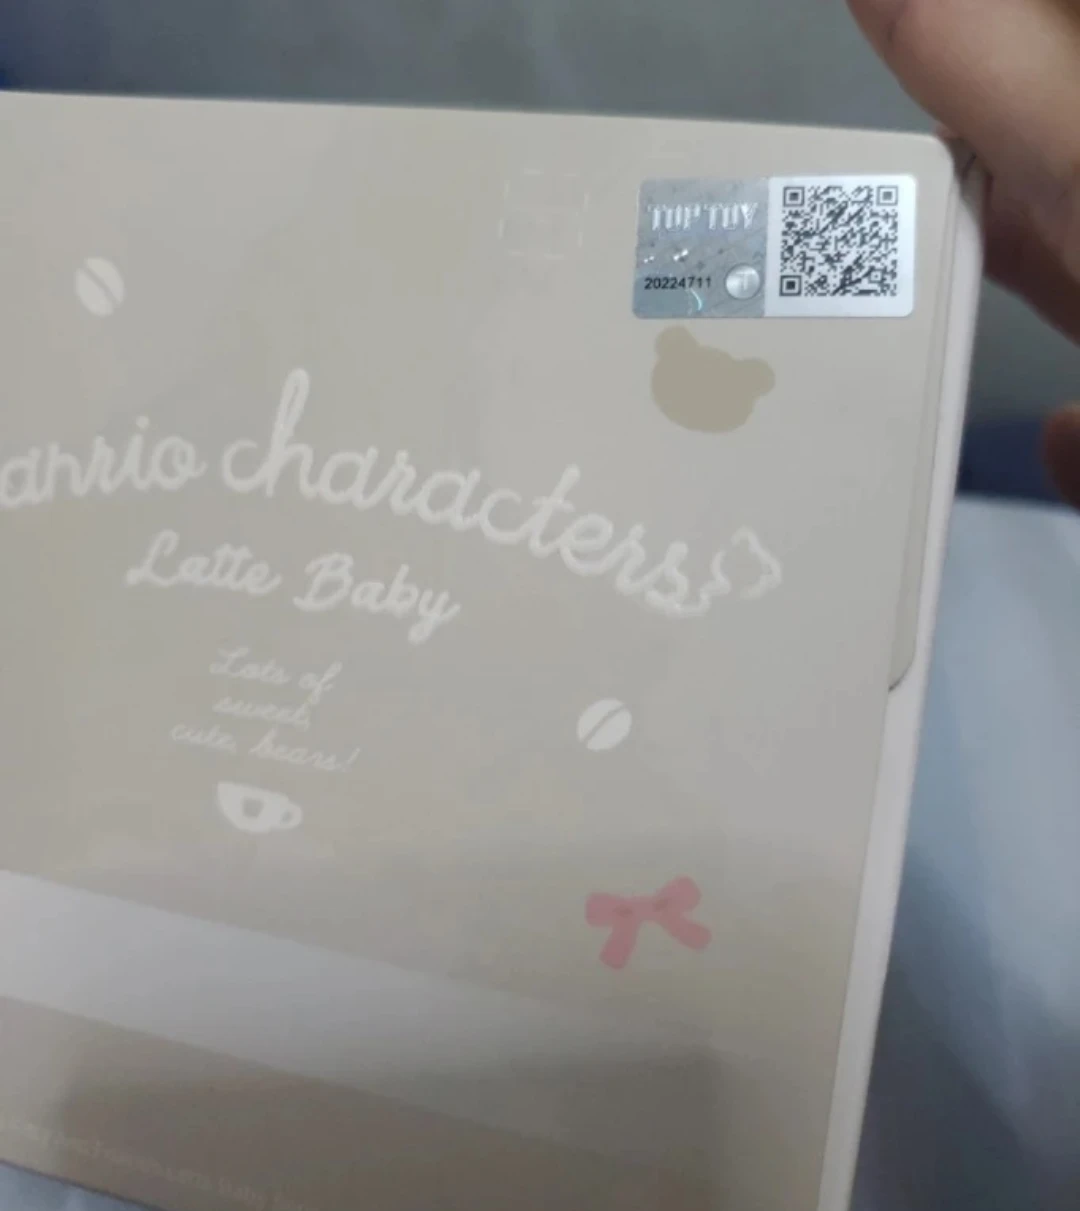 TOP TOY
20224711
anrio characters
Latte Baby
Lots of
sweet,
cute, bears!